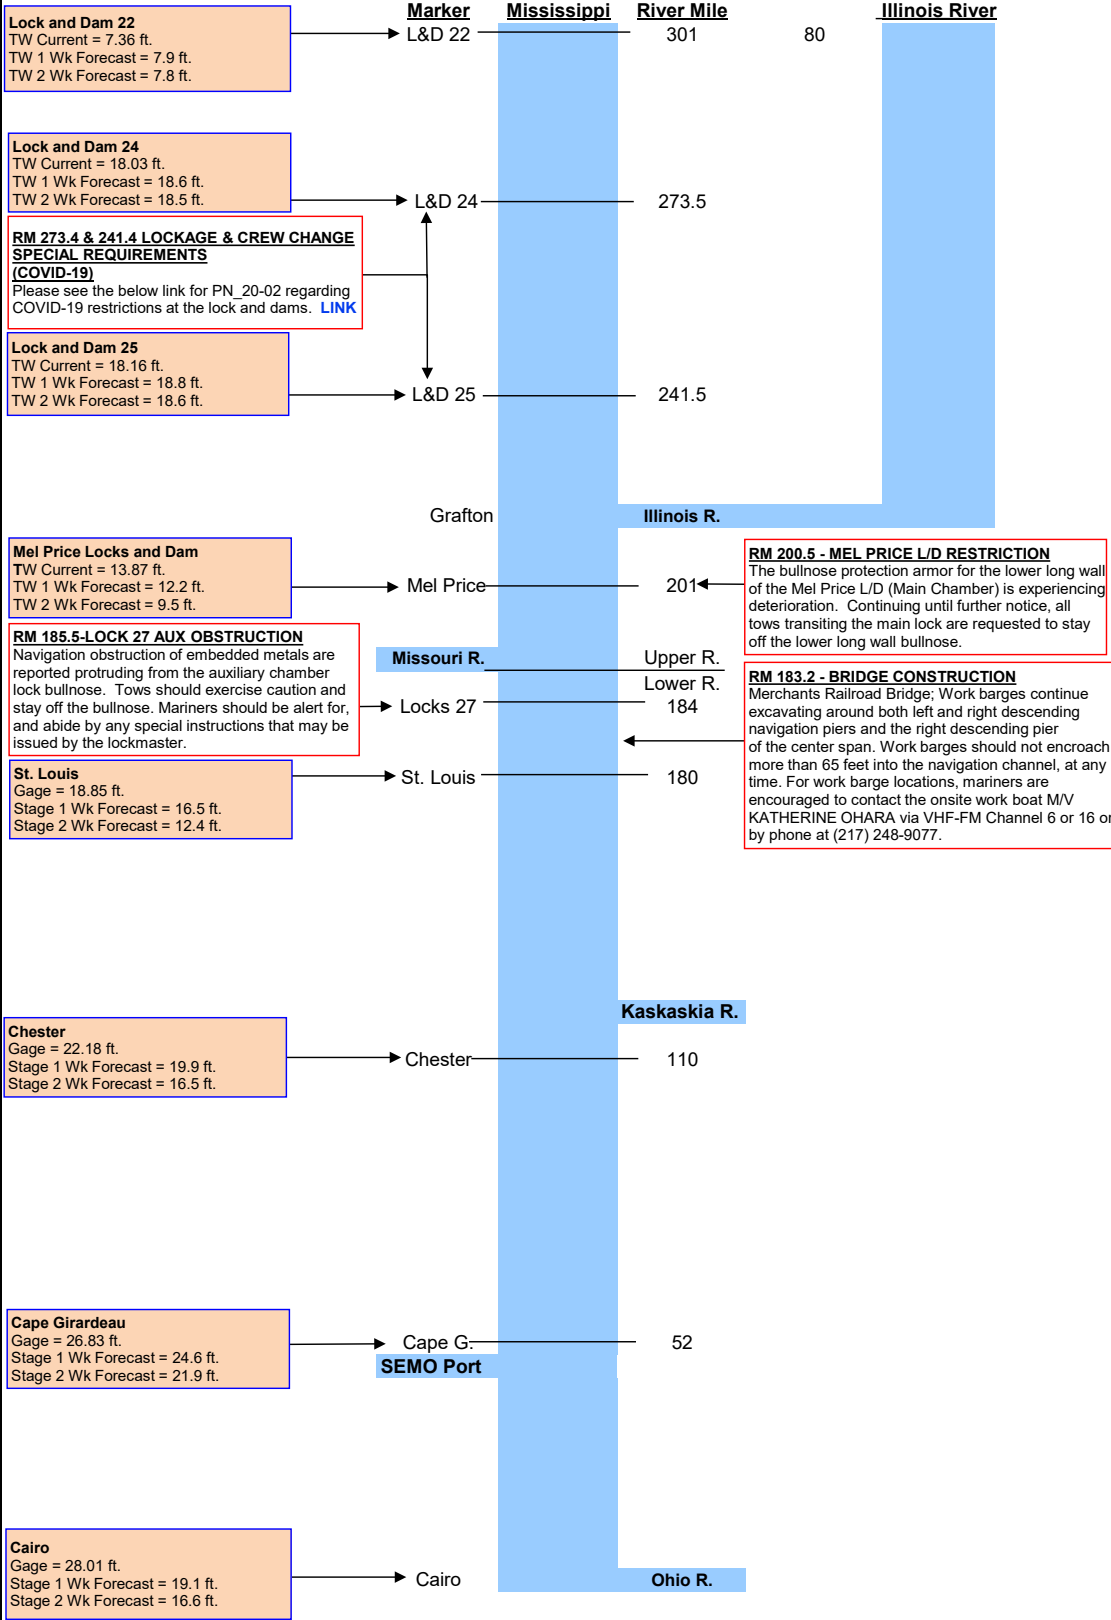 Marker Mississippi River Mile Illinois River
Lock and Dam 22
TW Current = 7.36 ft.
TW 1 Wk Forecast = 7.9 ft.
TW 2 Wk Forecast = 7.8 ft.
L&D 22 301 80
Lock and Dam 24
TW Current = 18.03 ft.
TW 1 Wk Forecast = 18.6 ft.
TW 2 Wk Forecast = 18.5 ft.
L&D 24 273.5
RM 273.4 & 241.4 LOCKAGE & CREW CHANGE
SPECIAL REQUIREMENTS
(COVID-19)
Please see the below link for PN_20-02 regarding
COVID-19 restrictions at the lock and dams. LINK
Lock and Dam 25
TW Current = 18.16 ft.
TW 1 Wk Forecast = 18.8 ft.
TW 2 Wk Forecast = 18.6 ft.
L&D 25 241.5
Grafton Illinois R.
Mel Price Locks and Dam
TW Current = 13.87 ft.
TW 1 Wk Forecast = 12.2 ft.
TW 2 Wk Forecast = 9.5 ft.
Mel Price 201
RM 200.5 - MEL PRICE L/D RESTRICTION
The bullnose protection armor for the lower long wall
of the Mel Price L/D (Main Chamber) is experiencing
deterioration. Continuing until further notice, all
tows transiting the main lock are requested to stay
off the lower long wall bullnose.
RM 185.5-LOCK 27 AUX OBSTRUCTION
Navigation obstruction of embedded metals are
reported protruding from the auxiliary chamber
lock bullnose. Tows should exercise caution and
stay off the bullnose. Mariners should be alert for,
and abide by any special instructions that may be
issued by the lockmaster.
Missouri R. Upper R.
Lower R.
Locks 27 184
RM 183.2 - BRIDGE CONSTRUCTION
Merchants Railroad Bridge; Work barges continue
excavating around both left and right descending
navigation piers and the right descending pier
of the center span. Work barges should not encroach
more than 65 feet into the navigation channel, at any
time. For work barge locations, mariners are
encouraged to contact the onsite work boat M/V
KATHERINE OHARA via VHF-FM Channel 6 or 16 or
by phone at (217) 248-9077.
St. Louis
Gage = 18.85 ft.
Stage 1 Wk Forecast = 16.5 ft.
Stage 2 Wk Forecast = 12.4 ft.
St. Louis 180
Kaskaskia R.
Chester
Gage = 22.18 ft.
Stage 1 Wk Forecast = 19.9 ft.
Stage 2 Wk Forecast = 16.5 ft.
Chester 110
Cape Girardeau
Gage = 26.83 ft.
Stage 1 Wk Forecast = 24.6 ft.
Stage 2 Wk Forecast = 21.9 ft.
Cape G. 52
SEMO Port
Cairo
Gage = 28.01 ft.
Stage 1 Wk Forecast = 19.1 ft.
Stage 2 Wk Forecast = 16.6 ft.
Cairo Ohio R.